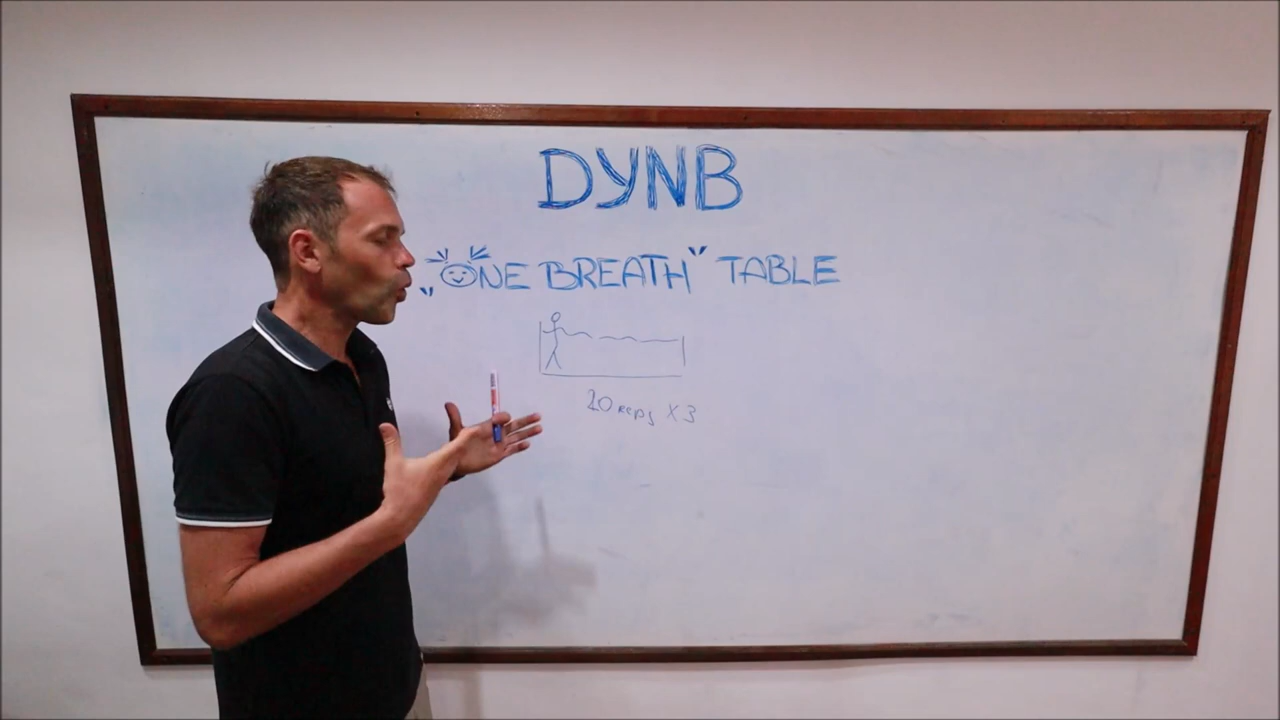 DYNB
„ONE BREATH" TABLE
20 reps X 3